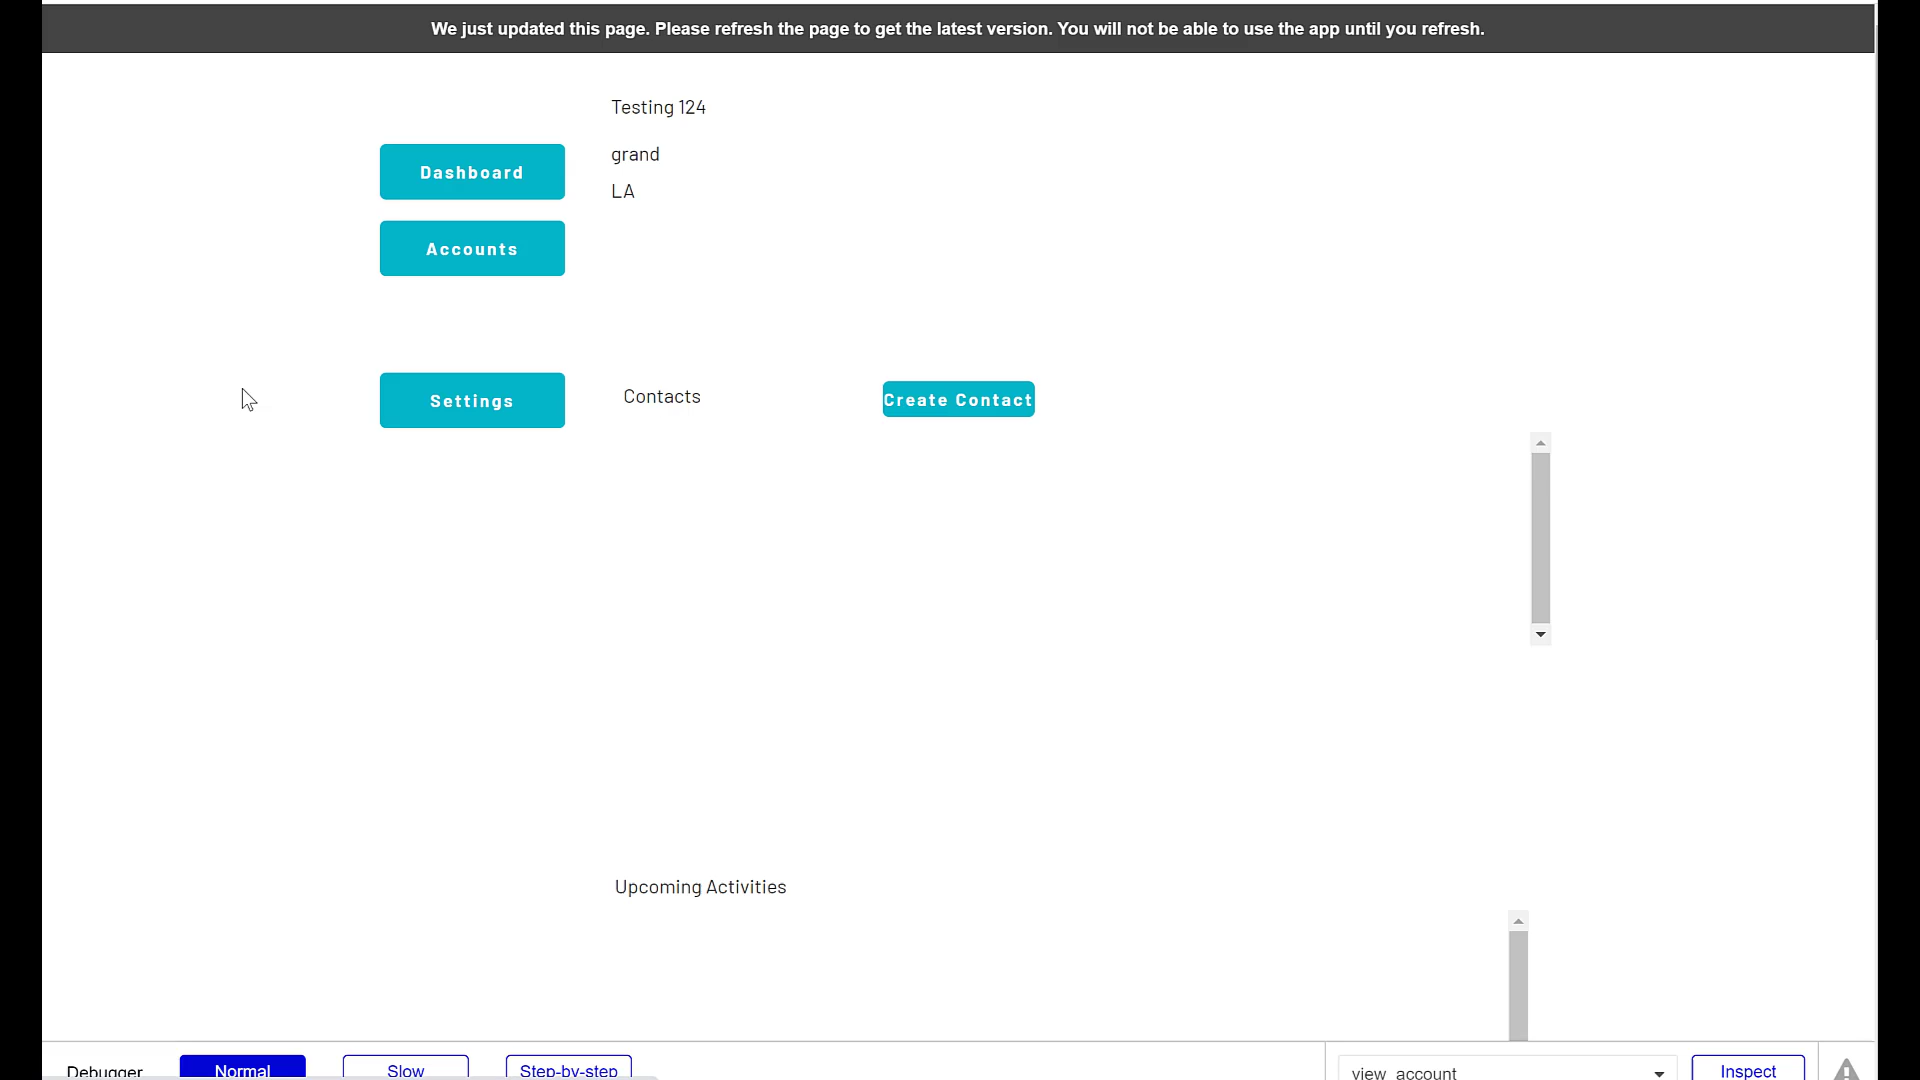 We just updated this page. Please refresh the page to get the latest version. You will not be able to use the app until you refresh.
Testing 124
Dashboard
grand
LA
Accounts
Settings
Contacts
Create Contact
Upcoming Activities
Debugger
Normal
Slow
Step-by-step
view_account
Inspect